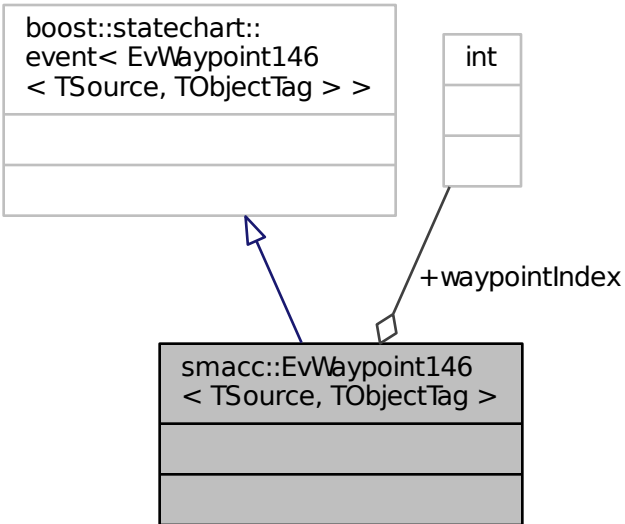 boost::statechart::
event< EvWaypoint146
< TSource, TObjectTag > >
int
+waypointIndex
smacc::EvWaypoint146
< TSource, TObjectTag >